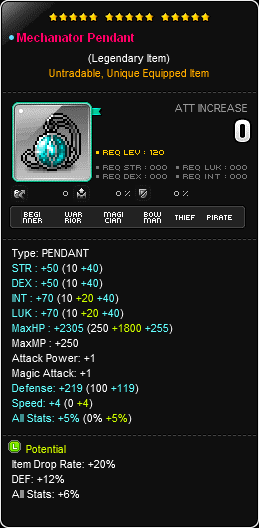 Mechanator Pendant
(Legendary Item)
Untradable, Unique Equipped Item
ATT INCREASE
0
REQ LEV : 120
REQ STR : 000 REQ LUK : 000
REQ DEX : 000 REQ INT : 000
0 0 % 0 %
BEGINNER WARRIOR MAGICIAN BOWMAN THIEF PIRATE
Type: PENDANT
STR : +50 (10 +40)
DEX : +50 (10 +40)
INT : +70 (10 +20 +40)
LUK : +70 (10 +20 +40)
MaxHP : +2305 (250 +1800 +255)
MaxMP : +250
Attack Power: +1
Magic Attack: +1
Defense: +219 (100 +119)
Speed: +4 (0 +4)
All Stats: +5% (0% +5%)
L Potential
Item Drop Rate: +20%
DEF: +12%
All Stats: +6%